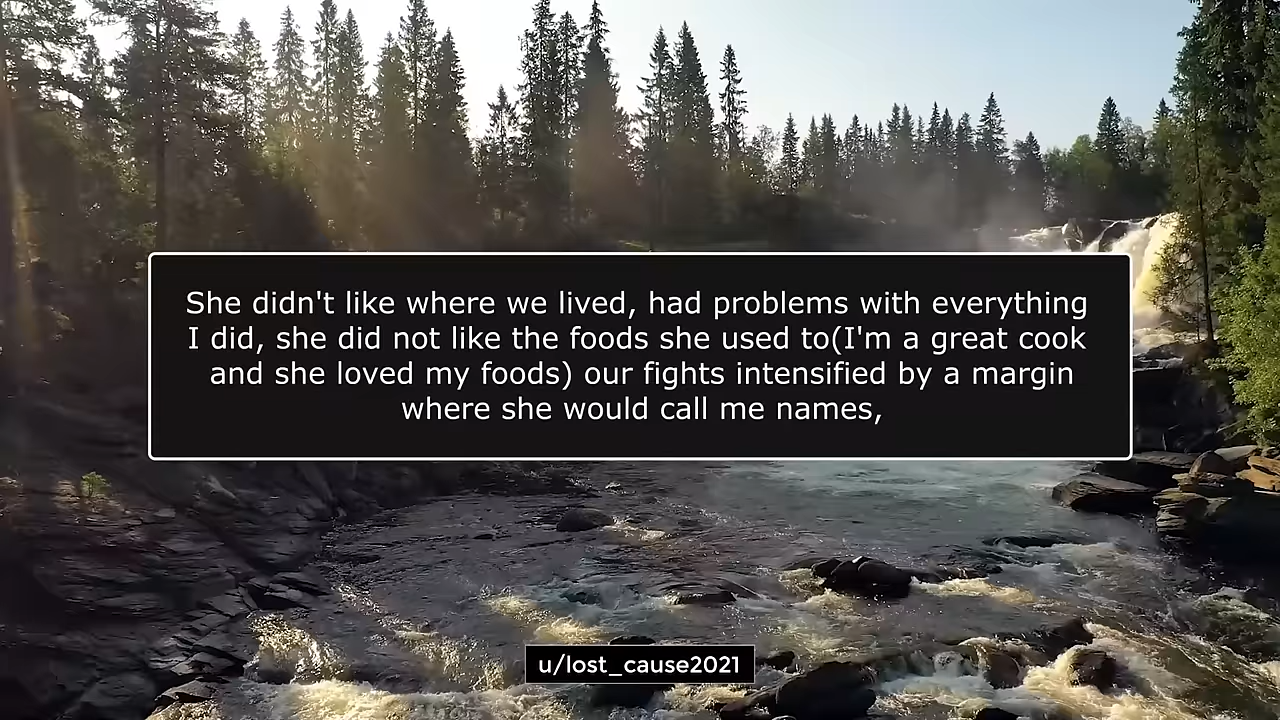 She didn't like where we lived, had problems with everything
I did, she did not like the foods she used to(I'm a great cook
and she loved my foods) our fights intensified by a margin
where she would call me names,
u/lost_cause2021